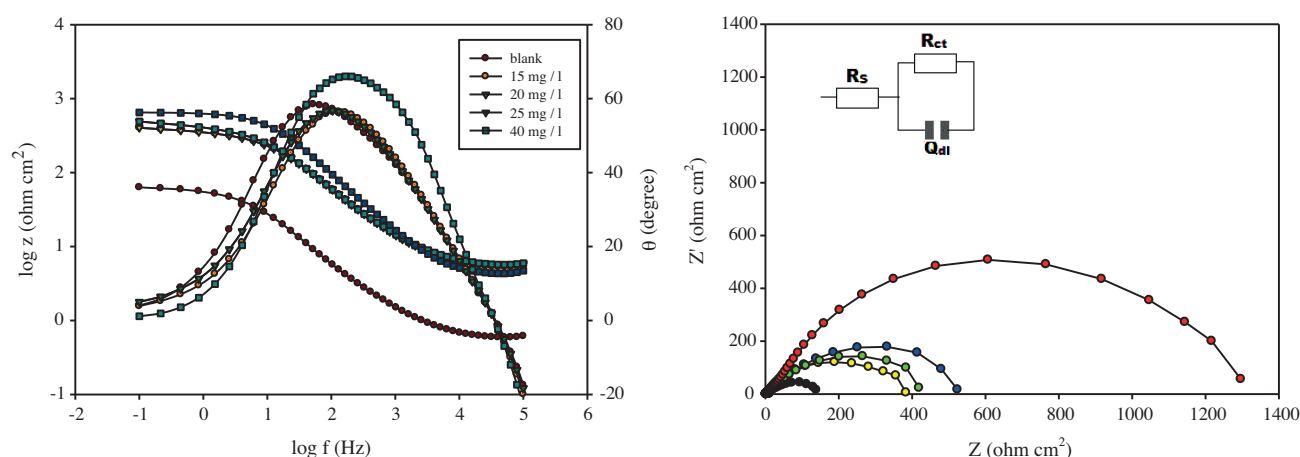 4
3
2
1
0
-1
log z (ohm cm2)
80
60
40
20
0
-20
θ (degree)
blank
15 mg / l
20 mg / l
25 mg / l
40 mg / l
-2 -1 0 1 2 3 4 5 6
log f (Hz)
1400
1200
1000
800
600
400
200
0
Z' (ohm cm2)
Rct
Rs
Qdl
0 200 400 600 800 1000 1200 1400
Z (ohm cm2)